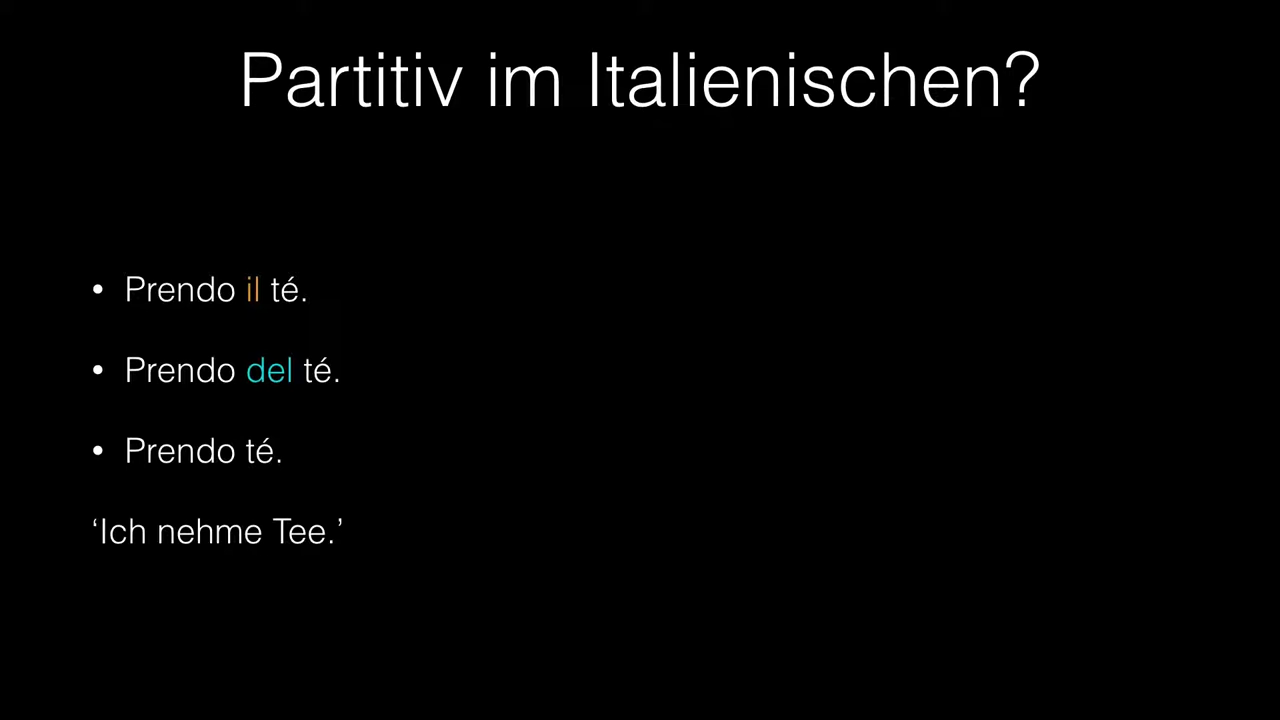 Partitiv im Italienischen?
• Prendo il té.
• Prendo del té.
• Prendo té.
‘Ich nehme Tee.’